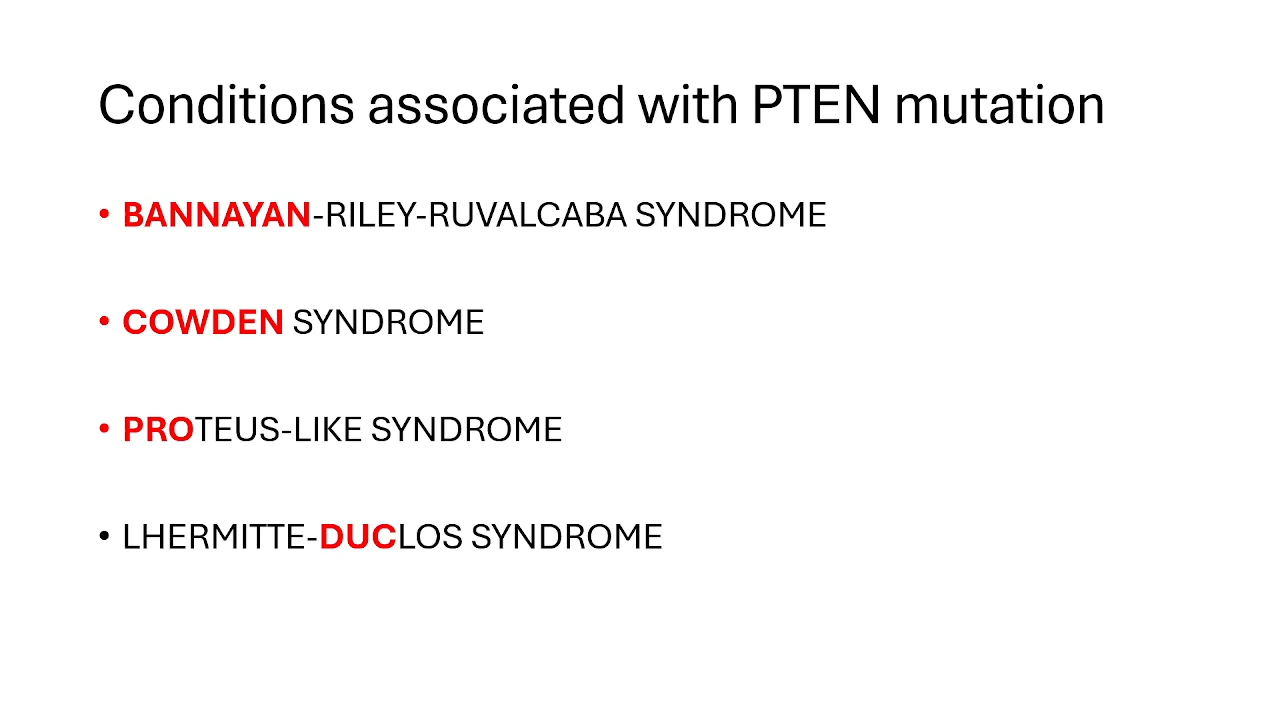 Conditions associated with PTEN mutation
• BANNAYAN-RILEY-RUVALCABA SYNDROME
• COWDEN SYNDROME
• PROTEUS-LIKE SYNDROME
• LHERMITTE-DUCLOS SYNDROME